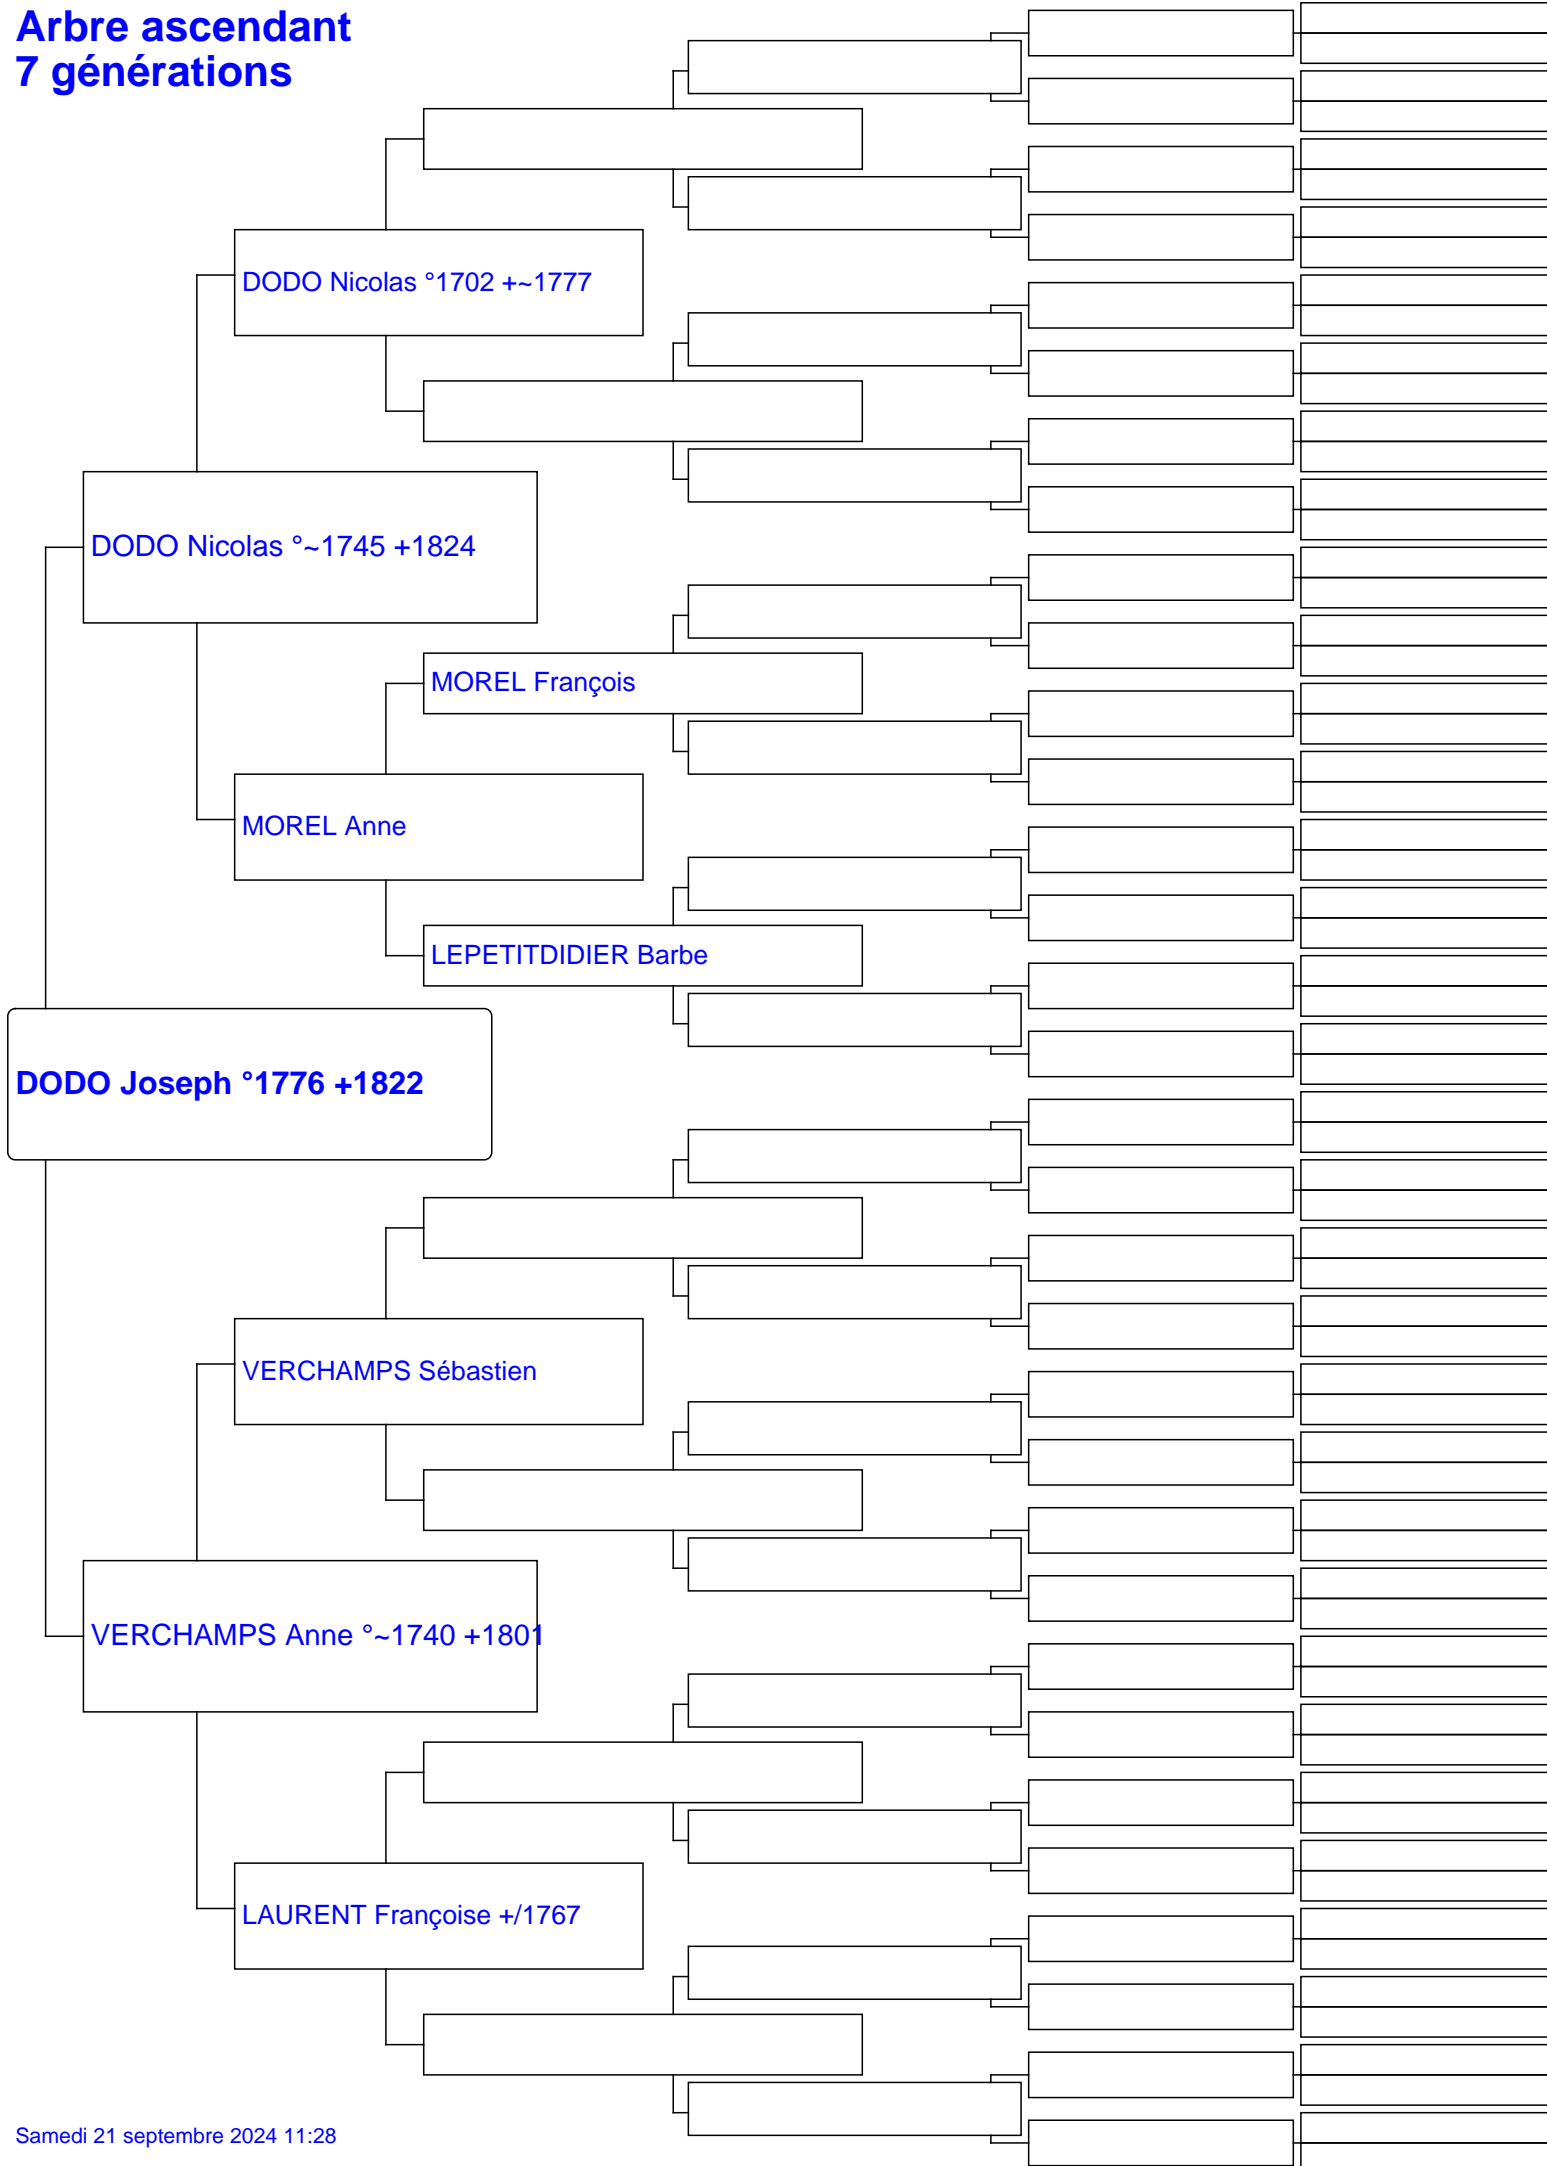 Arbre ascendant
7 générations
DODO Nicolas °1702 +~1777
DODO Nicolas °~1745 +1824
MOREL François
MOREL Anne
LEPETITDIDIER Barbe
DODO Joseph °1776 +1822
VERCHAMPS Sébastien
VERCHAMPS Anne °~1740 +1801
LAURENT Françoise +/1767
Samedi 21 septembre 2024 11:28